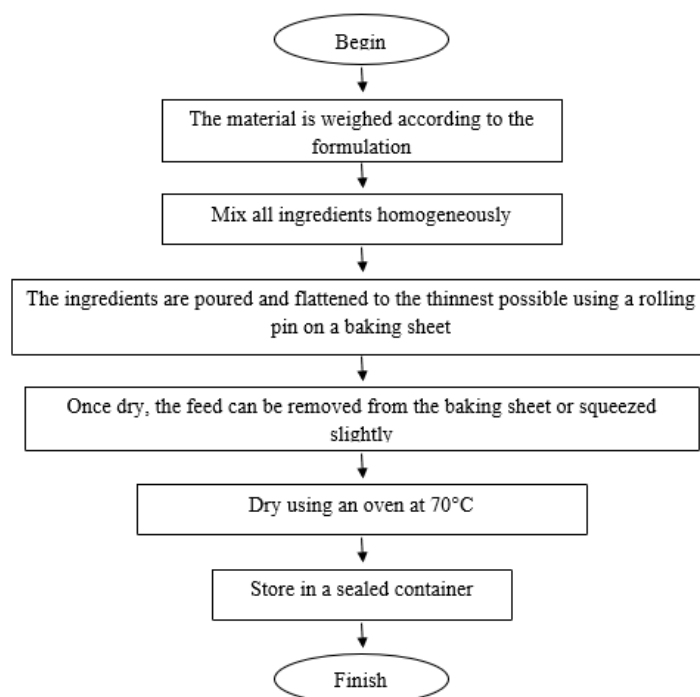 Begin
The material is weighed according to the
formulation
Mix all ingredients homogeneously
The ingredients are poured and flattened to the thinnest possible using a rolling
pin on a baking sheet
Once dry, the feed can be removed from the baking sheet or squeezed
slightly
Dry using an oven at 70°C
Store in a sealed container
Finish